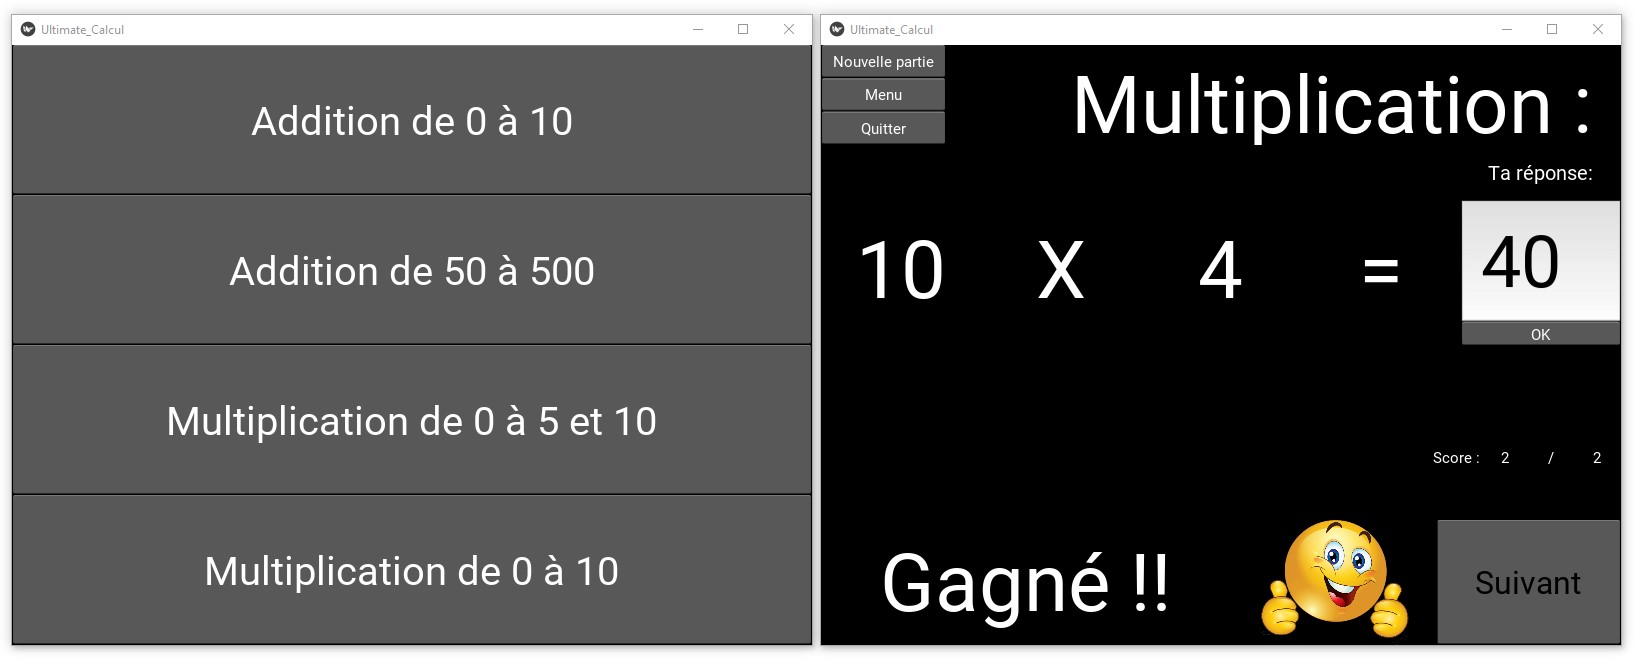 Ultimate_Calcul
Addition de 0 à 10
Addition de 50 à 500
Multiplication de 0 à 5 et 10
Multiplication de 0 à 10
Ultimate_Calcul
Nouvelle partie
Menu
Quitter
Multiplication :
Ta réponse:
10 X 4 = 40
OK
Score : 2 / 2
Gagné !!
Suivant